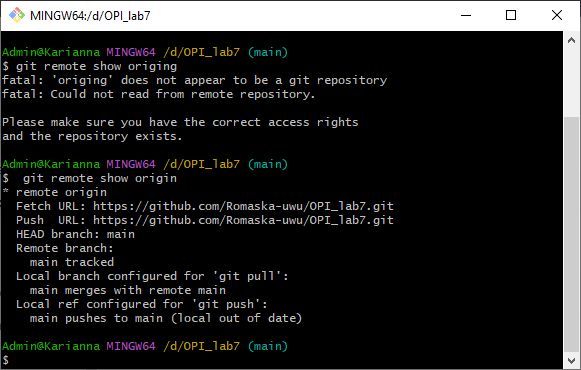 MINGW64:/d/OPI_lab7
Admin@Karianna MINGW64 /d/OPI_lab7 (main)
$ git remote show origing
fatal: 'origing' does not appear to be a git repository
fatal: Could not read from remote repository.
Please make sure you have the correct access rights
and the repository exists.
Admin@Karianna MINGW64 /d/OPI_lab7 (main)
$  git remote show origin
* remote origin
  Fetch URL: https://github.com/Romaska-uwu/OPI_lab7.git
  Push  URL: https://github.com/Romaska-uwu/OPI_lab7.git
  HEAD branch: main
  Remote branch:
    main tracked
  Local branch configured for 'git pull':
    main merges with remote main
  Local ref configured for 'git push':
    main pushes to main (local out of date)
Admin@Karianna MINGW64 /d/OPI_lab7 (main)
$